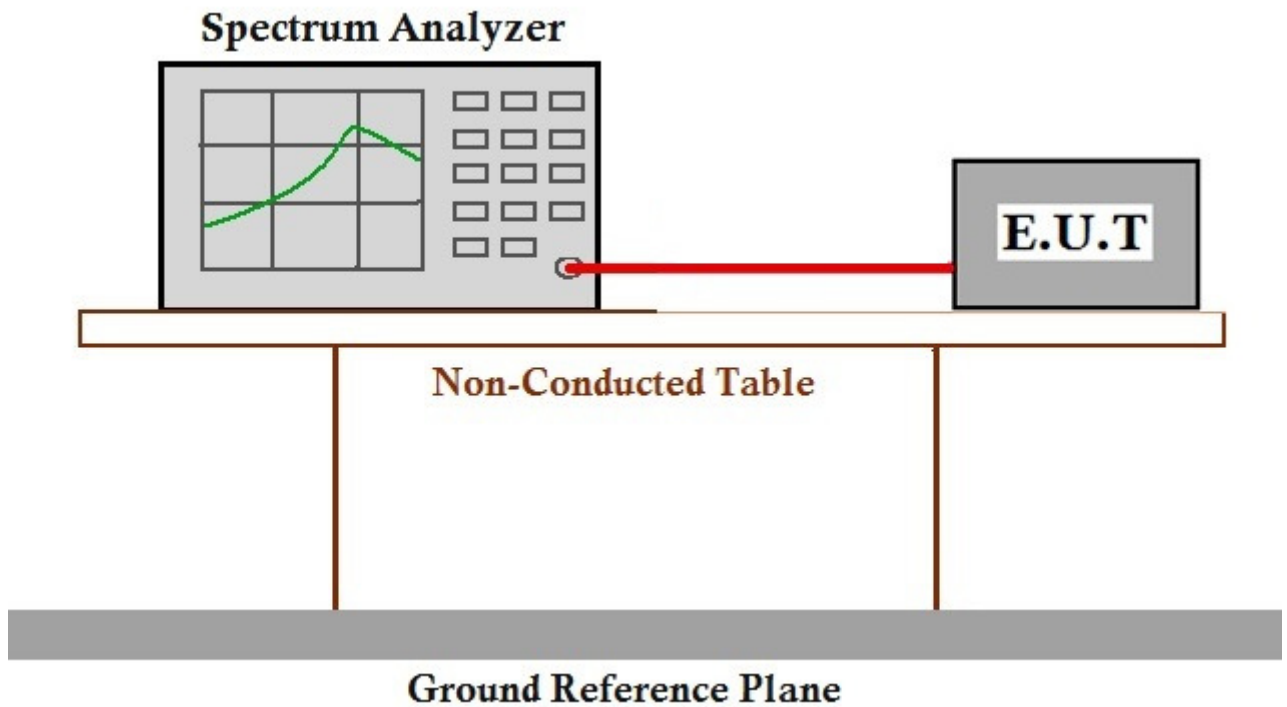 Spectrum Analyzer
E.U.T
Non-Conducted Table
Ground Reference Plane